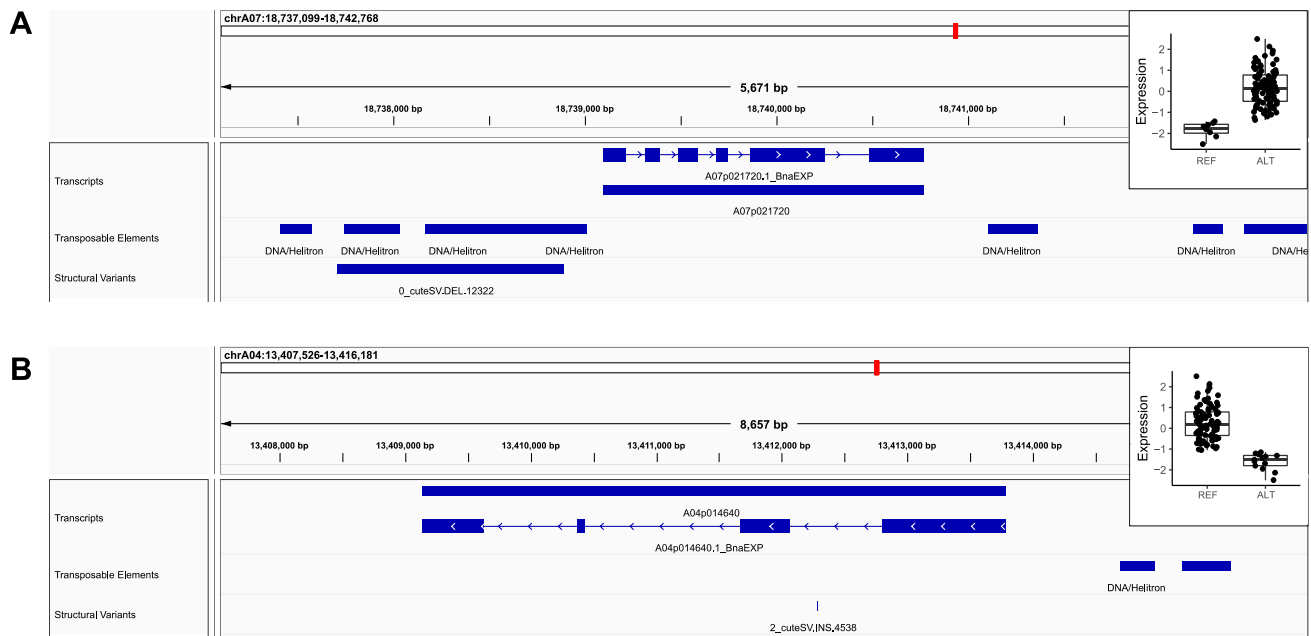 A
chrA07:18,737,099-18,742,768
5,671 bp
18,738,000 bp 18,739,000 bp 18,740,000 bp 18,741,000 bp
Expression
2
1
0
−1
−2
REF ALT
Transcripts
A07p021720.1_BnaEXP
A07p021720
Transposable Elements
DNA/Helitron DNA/Helitron DNA/Helitron DNA/Helitron DNA/Helitron DNA/Helitron DNA/He
Structural Variants
0_cuteSV.DEL.12322
B
chrA04:13,407,526-13,416,181
8,657 bp
13,408,000 bp 13,409,000 bp 13,410,000 bp 13,411,000 bp 13,412,000 bp 13,413,000 bp 13,414,000 bp
Expression
2
1
0
−1
−2
REF ALT
Transcripts
A04p014640
A04p014640.1_BnaEXP
Transposable Elements
DNA/Helitron
Structural Variants
2_cuteSV.INS.4538